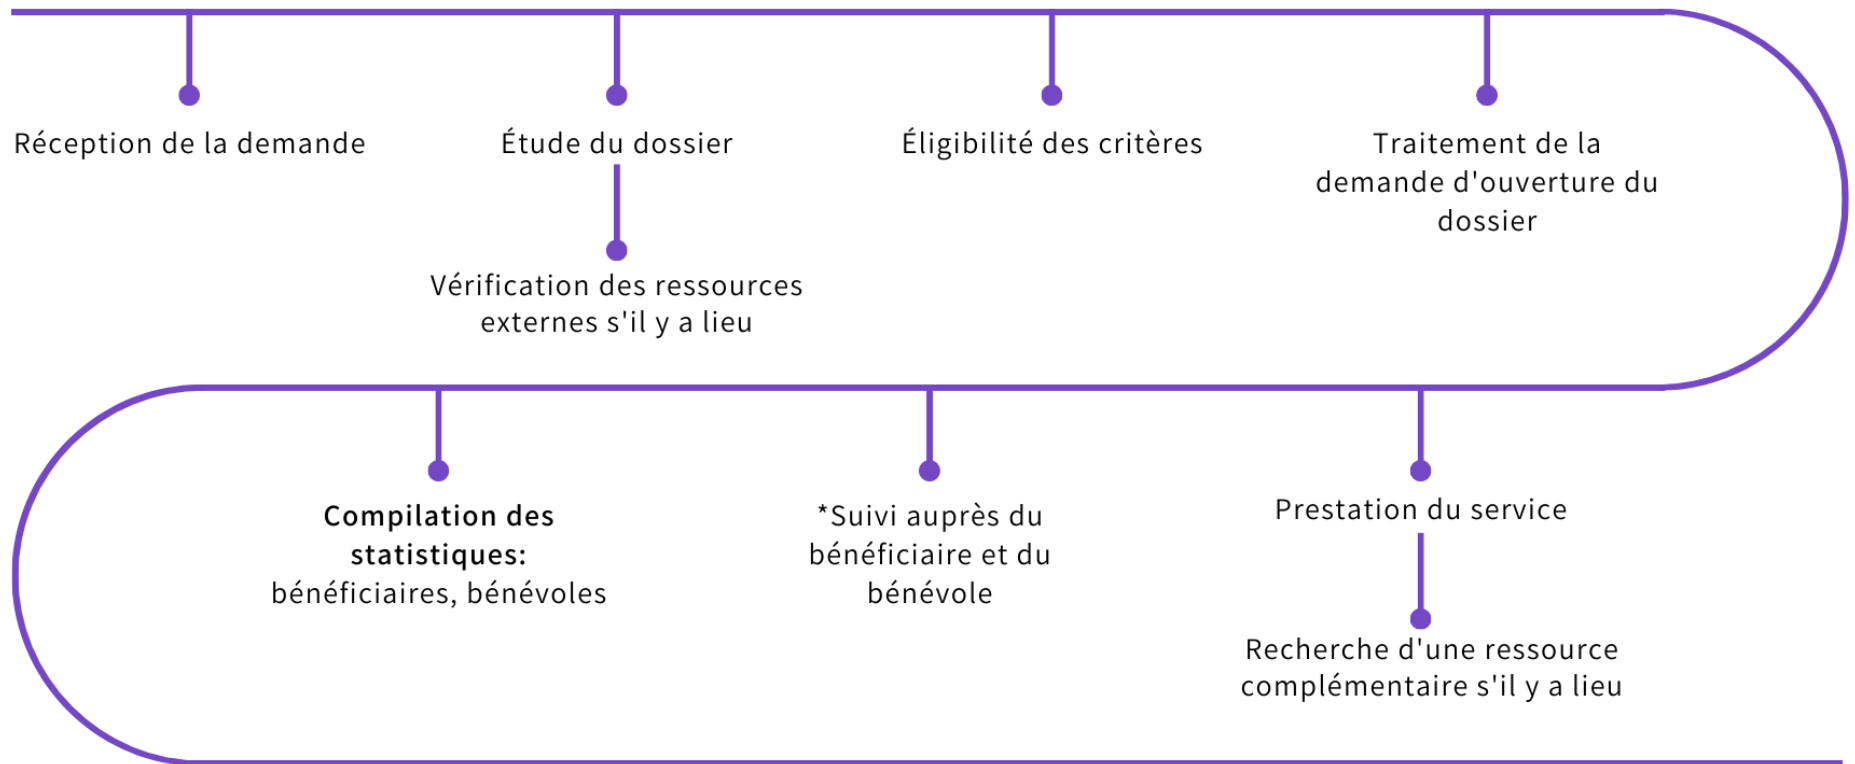 Réception de la demande
Étude du dossier
Vérification des ressources
externes s'il y a lieu
Éligibilité des critères
Traitement de la
demande d'ouverture du
dossier
Prestation du service
Recherche d'une ressource
complémentaire s'il y a lieu
*Suivi auprès du
bénéficiaire et du
bénévole
Compilation des
statistiques:
bénéficiaires, bénévoles